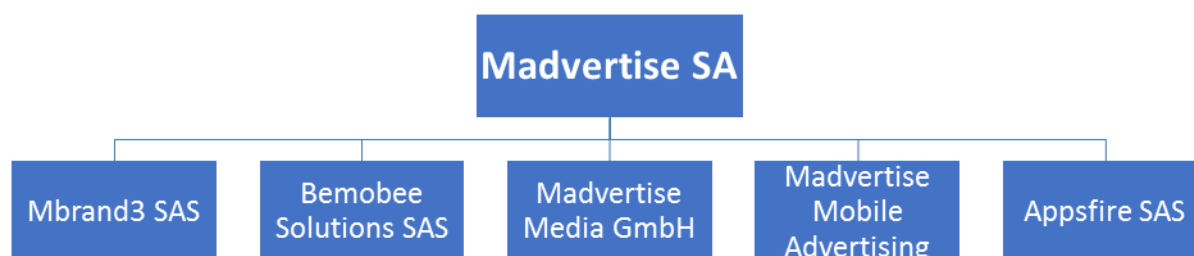 Madvertise SA
Mbrand3 SAS
Bemobee
Solutions SAS
Madvertise
Media GmbH
Madvertise
Mobile
Advertising
Appsfire SAS